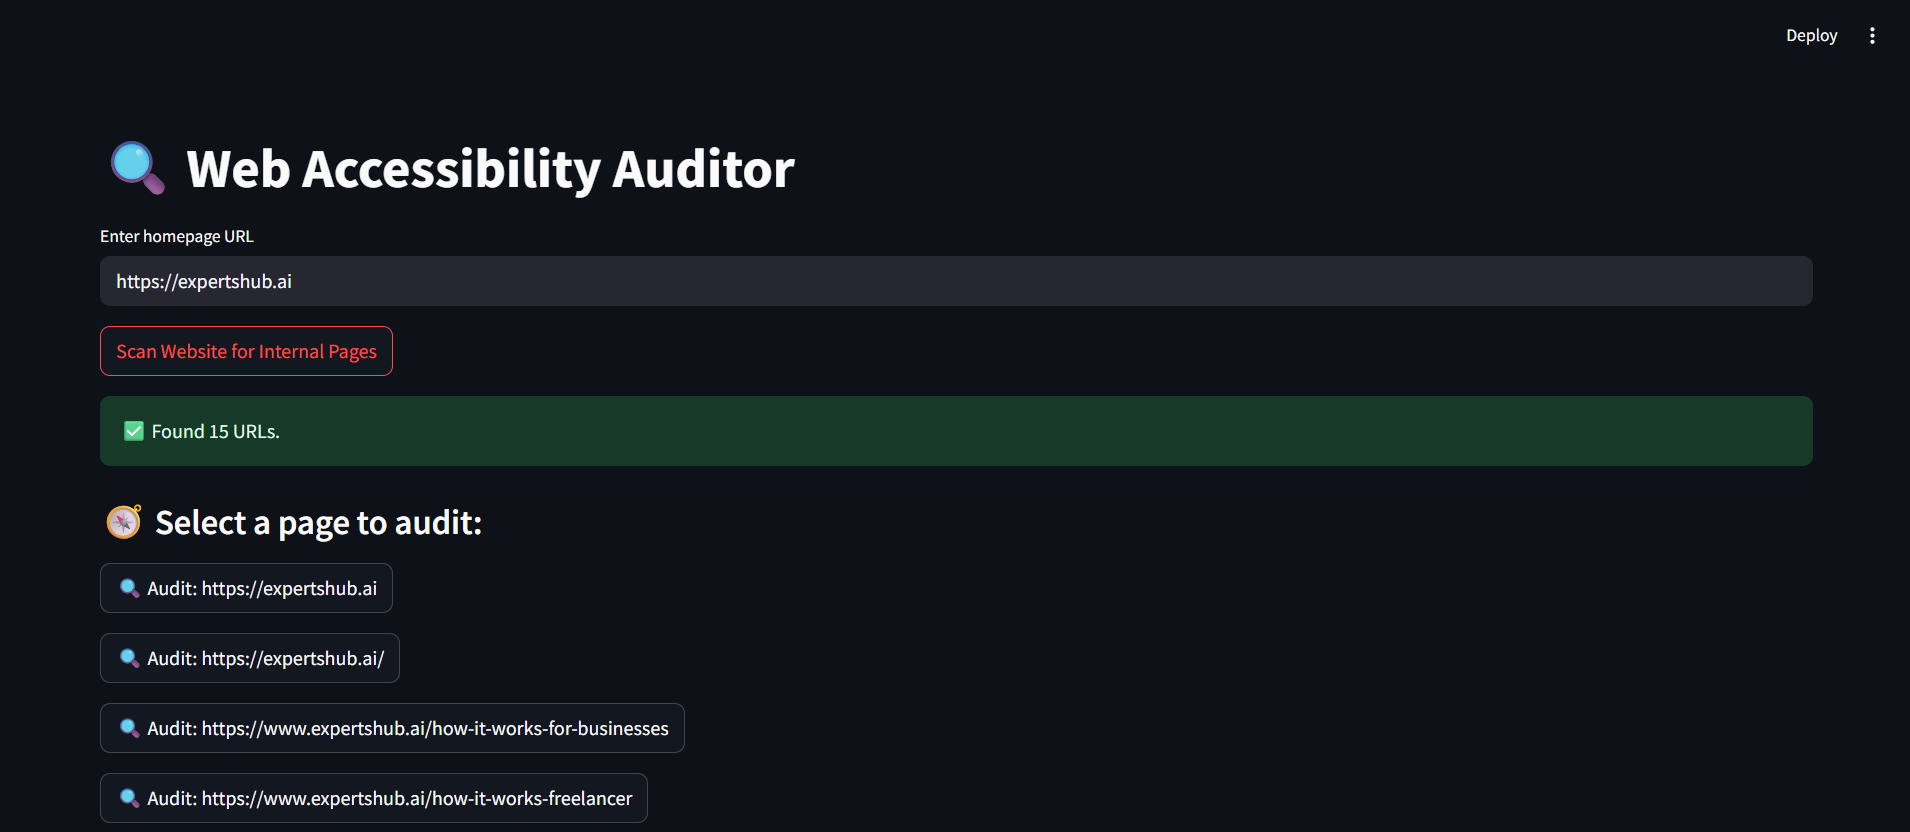 Deploy
Web Accessibility Auditor
Enter homepage URL
https://expertshub.ai
Scan Website for Internal Pages
Found 15 URLs.
Select a page to audit:
Audit: https://expertshub.ai
Audit: https://expertshub.ai/
Audit: https://www.expertshub.ai/how-it-works-for-businesses
Audit: https://www.expertshub.ai/how-it-works-freelancer